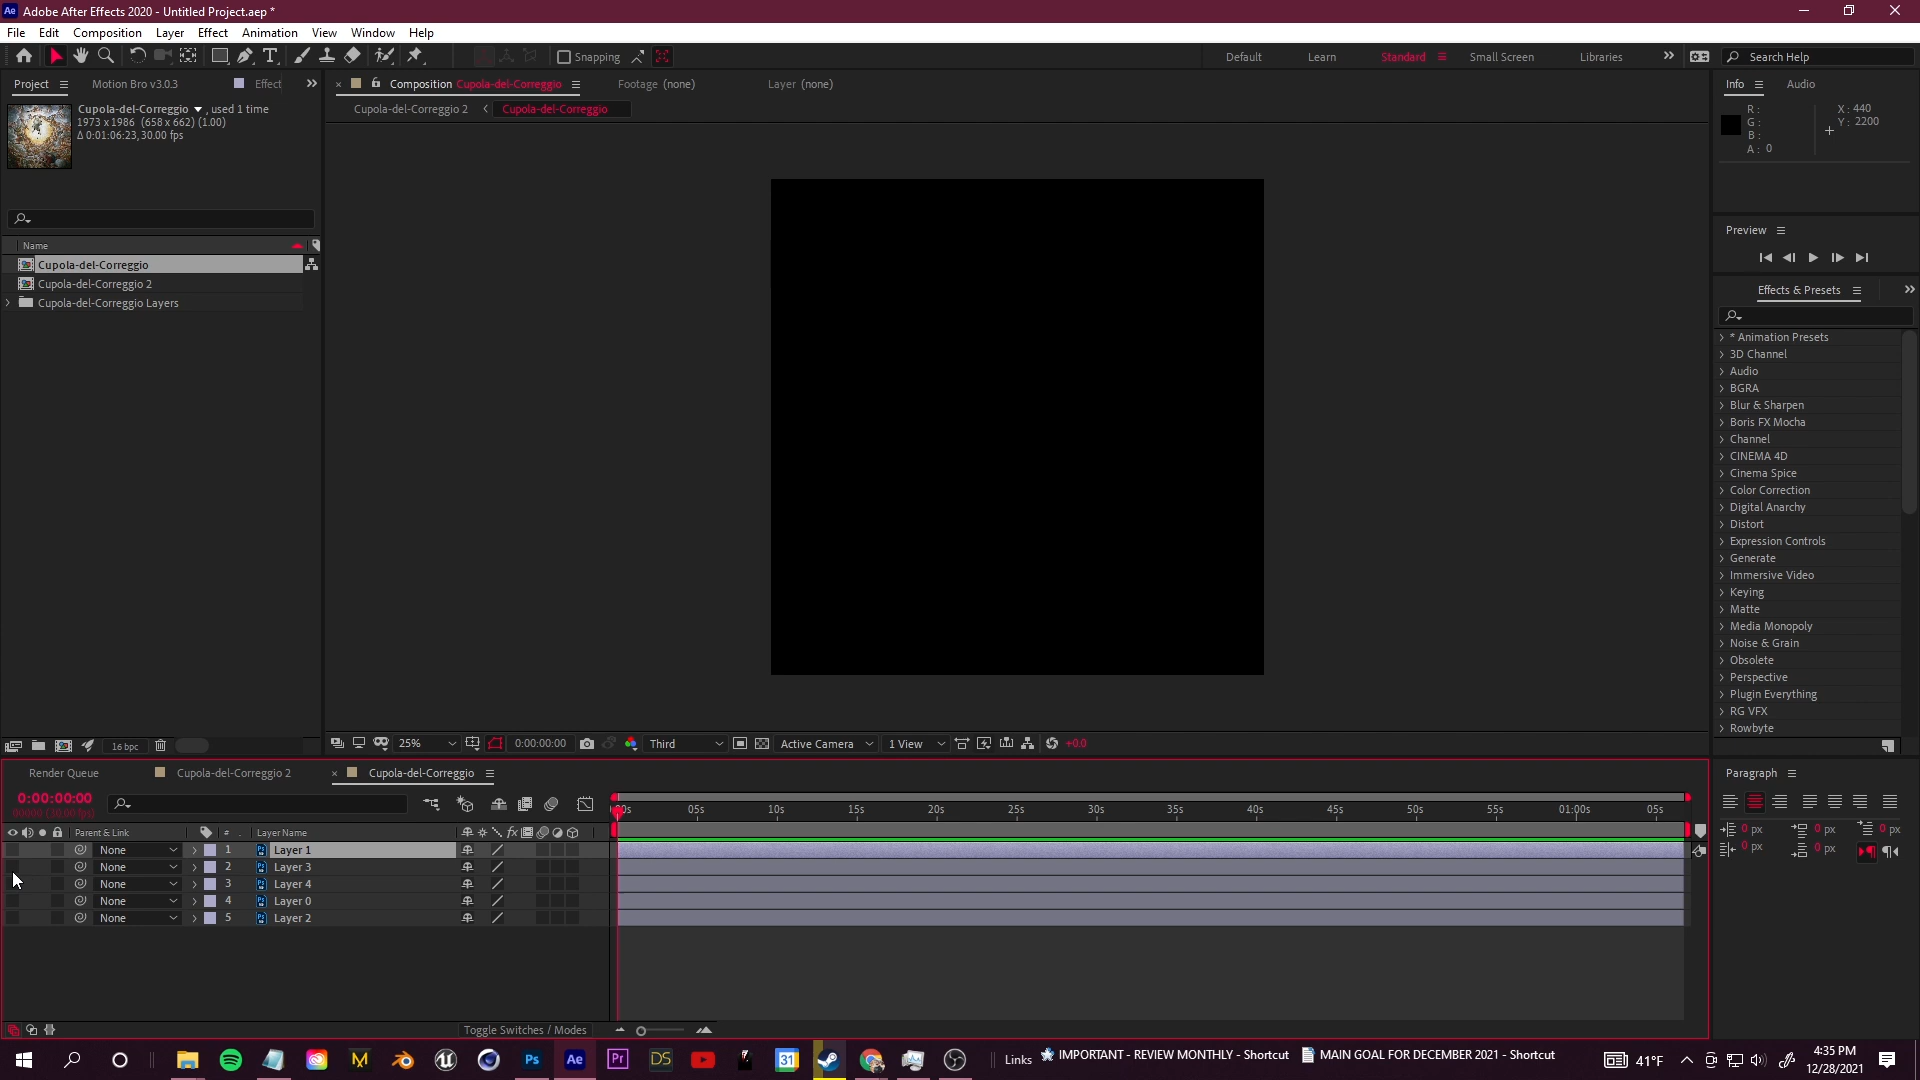 Adobe After Effects 2020 - Untitled Project.aep *
File Edit Composition Layer Effect Animation View Window Help
Snapping
Default Learn Standard Small Screen Libraries Search Help
Project Motion Bro v3.0.3 Effect
Composition Cupola-del-Correggio Footage (none) Layer (none)
Info Audio
Cupola-del-Correggio , used 1 time
1973 x 1986 (658 x 662) (1.00)
Δ 0:01:06:23, 30.00 fps
Cupola-del-Correggio 2 Cupola-del-Correggio
R :
G :
B :
A : 0
X : 440
Y : 2200
Name
Cupola-del-Correggio
Cupola-del-Correggio 2
Cupola-del-Correggio Layers
Preview
Effects & Presets
* Animation Presets
3D Channel
Audio
BGRA
Blur & Sharpen
Boris FX Mocha
Channel
CINEMA 4D
Cinema Spice
Color Correction
Digital Anarchy
Distort
Expression Controls
Generate
Immersive Video
Keying
Matte
Media Monopoly
Noise & Grain
Obsolete
Perspective
Plugin Everything
RG VFX
Rowbyte
16 bpc
25% 0:00:00:00 Third Active Camera 1 View +0.0
Render Queue Cupola-del-Correggio 2 Cupola-del-Correggio
Paragraph
0 px 0 px 0 px
0 px 0 px
0:00:00:00
:00s 05s 10s 15s 20s 25s 30s 35s 40s 45s 50s 55s 01:00s 05s
Parent & Link # Layer Name
None 1 Layer 1
None 2 Layer 3
None 3 Layer 4
None 4 Layer 0
None 5 Layer 2
Toggle Switches / Modes
Links IMPORTANT - REVIEW MONTHLY - Shortcut MAIN GOAL FOR DECEMBER 2021 - Shortcut
41°F
4:35 PM
12/28/2021